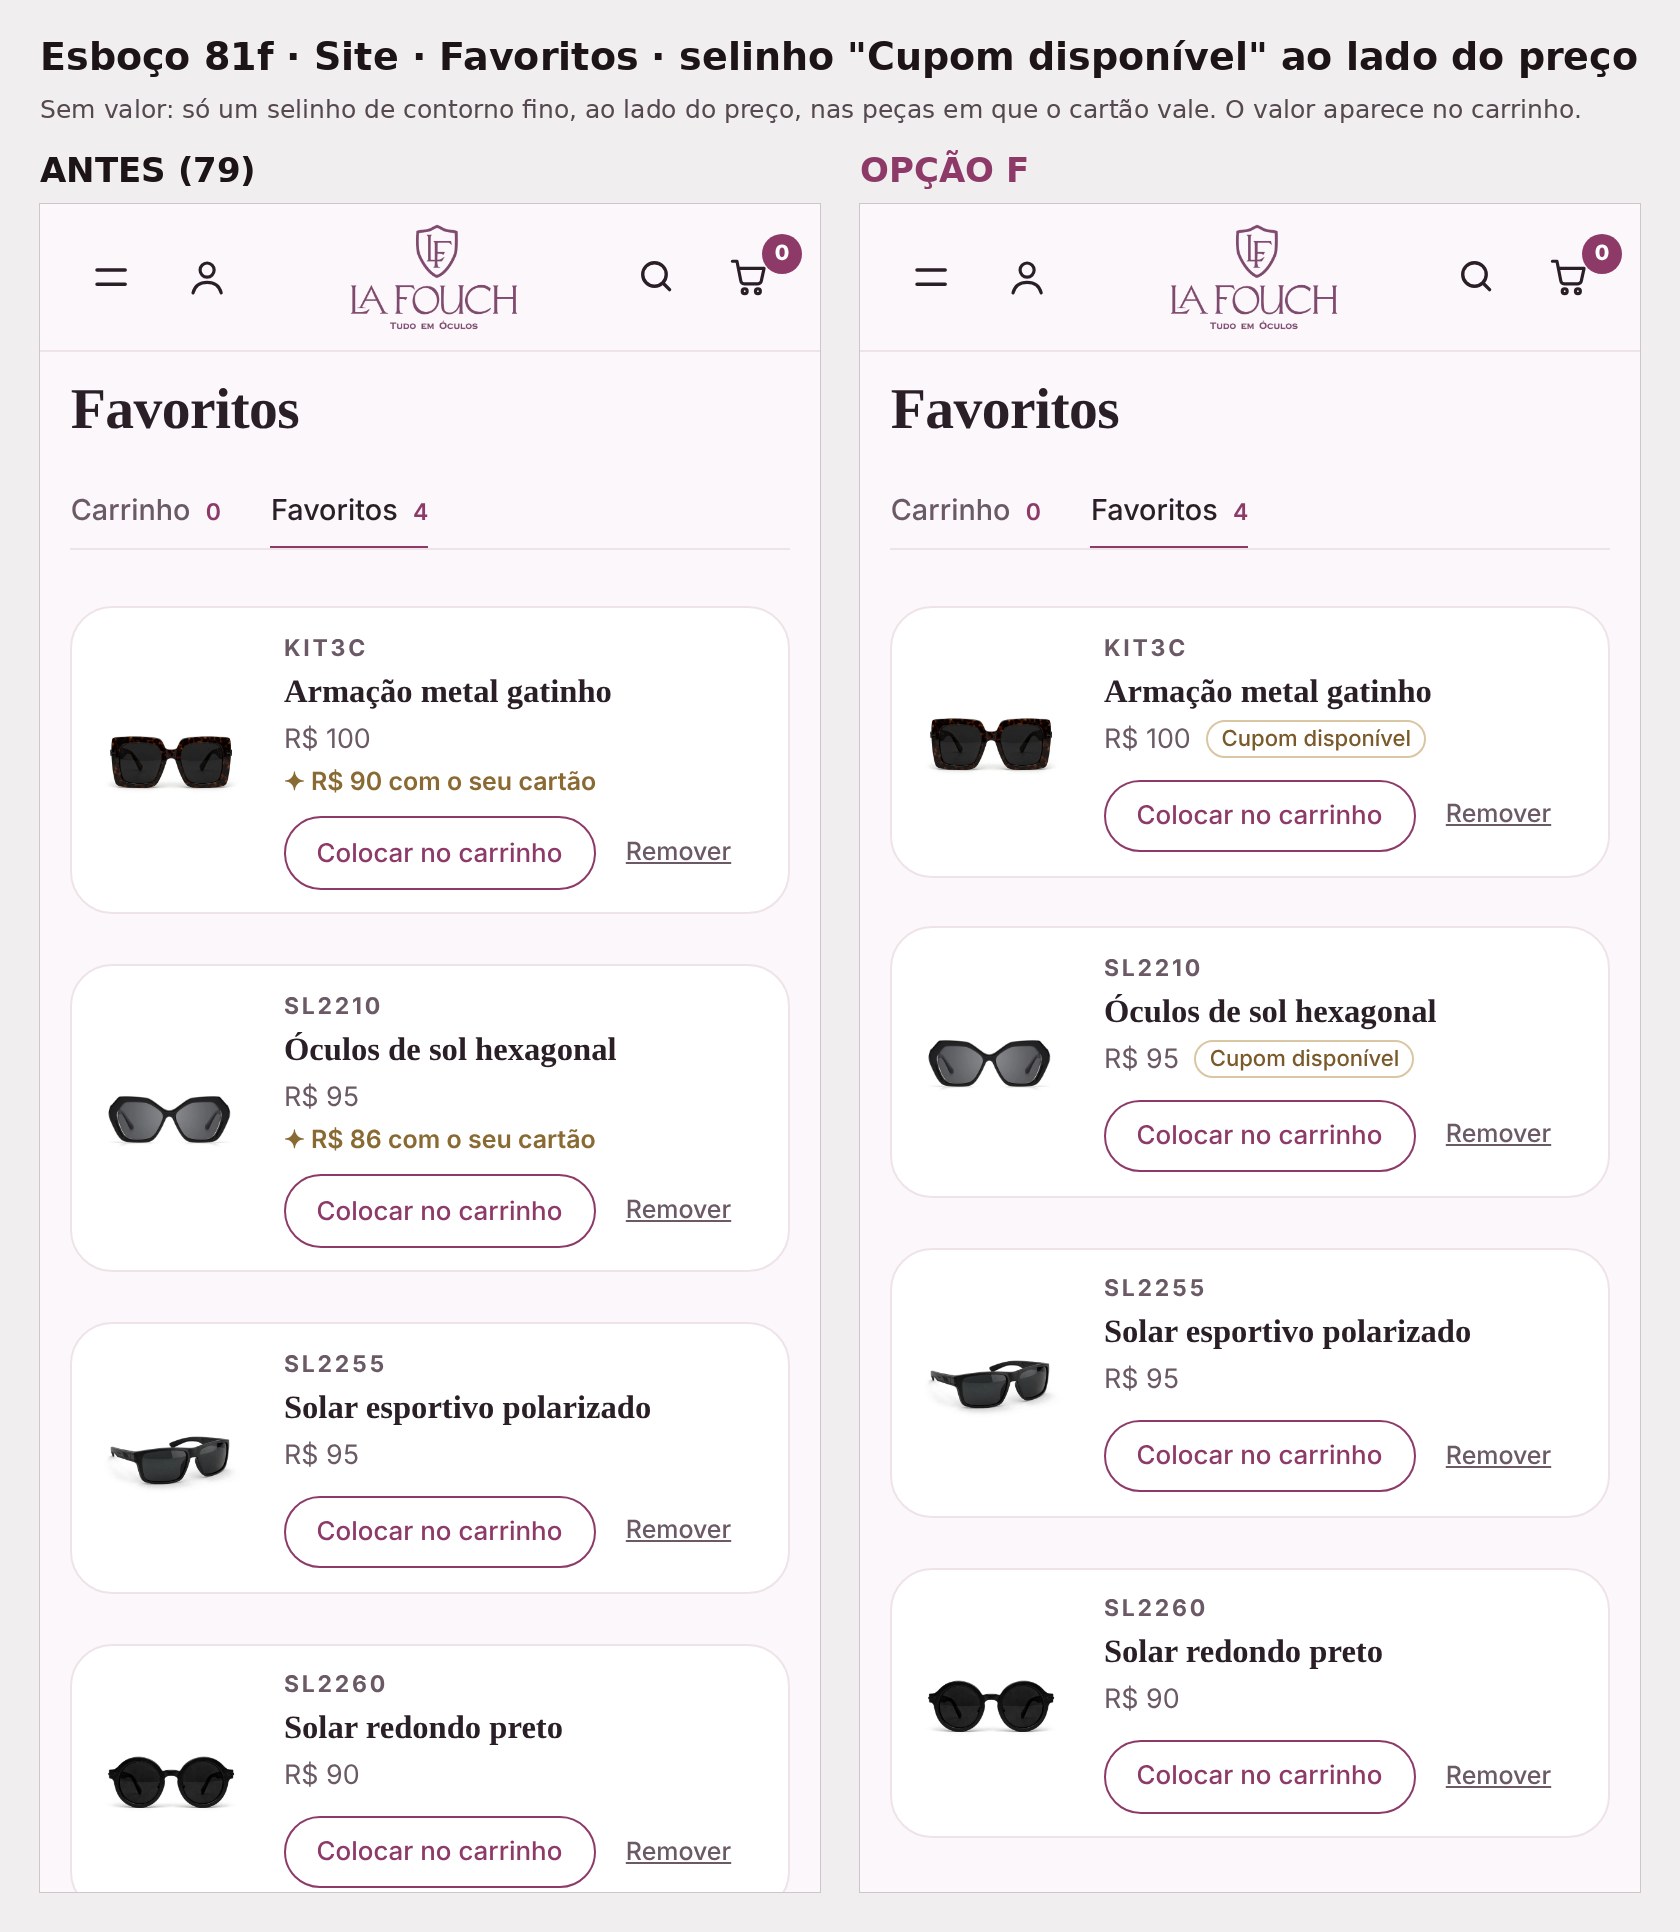 Esboço 81f · Site · Favoritos · selinho "Cupom disponível" ao lado do preço
Sem valor: só um selinho de contorno fino, ao lado do preço, nas peças em que o cartão vale. O valor aparece no carrinho.
ANTES (79)
LF
LA FOUCH
TUDO EM ÓCULOS
0
Favoritos
Carrinho 0 Favoritos 4
KIT3C
Armação metal gatinho
R$ 100
✦ R$ 90 com o seu cartão
Colocar no carrinho Remover
SL2210
Óculos de sol hexagonal
R$ 95
✦ R$ 86 com o seu cartão
Colocar no carrinho Remover
SL2255
Solar esportivo polarizado
R$ 95
Colocar no carrinho Remover
SL2260
Solar redondo preto
R$ 90
Colocar no carrinho Remover
OPÇÃO F
LF
LA FOUCH
TUDO EM ÓCULOS
0
Favoritos
Carrinho 0 Favoritos 4
KIT3C
Armação metal gatinho
R$ 100 Cupom disponível
Colocar no carrinho Remover
SL2210
Óculos de sol hexagonal
R$ 95 Cupom disponível
Colocar no carrinho Remover
SL2255
Solar esportivo polarizado
R$ 95
Colocar no carrinho Remover
SL2260
Solar redondo preto
R$ 90
Colocar no carrinho Remover